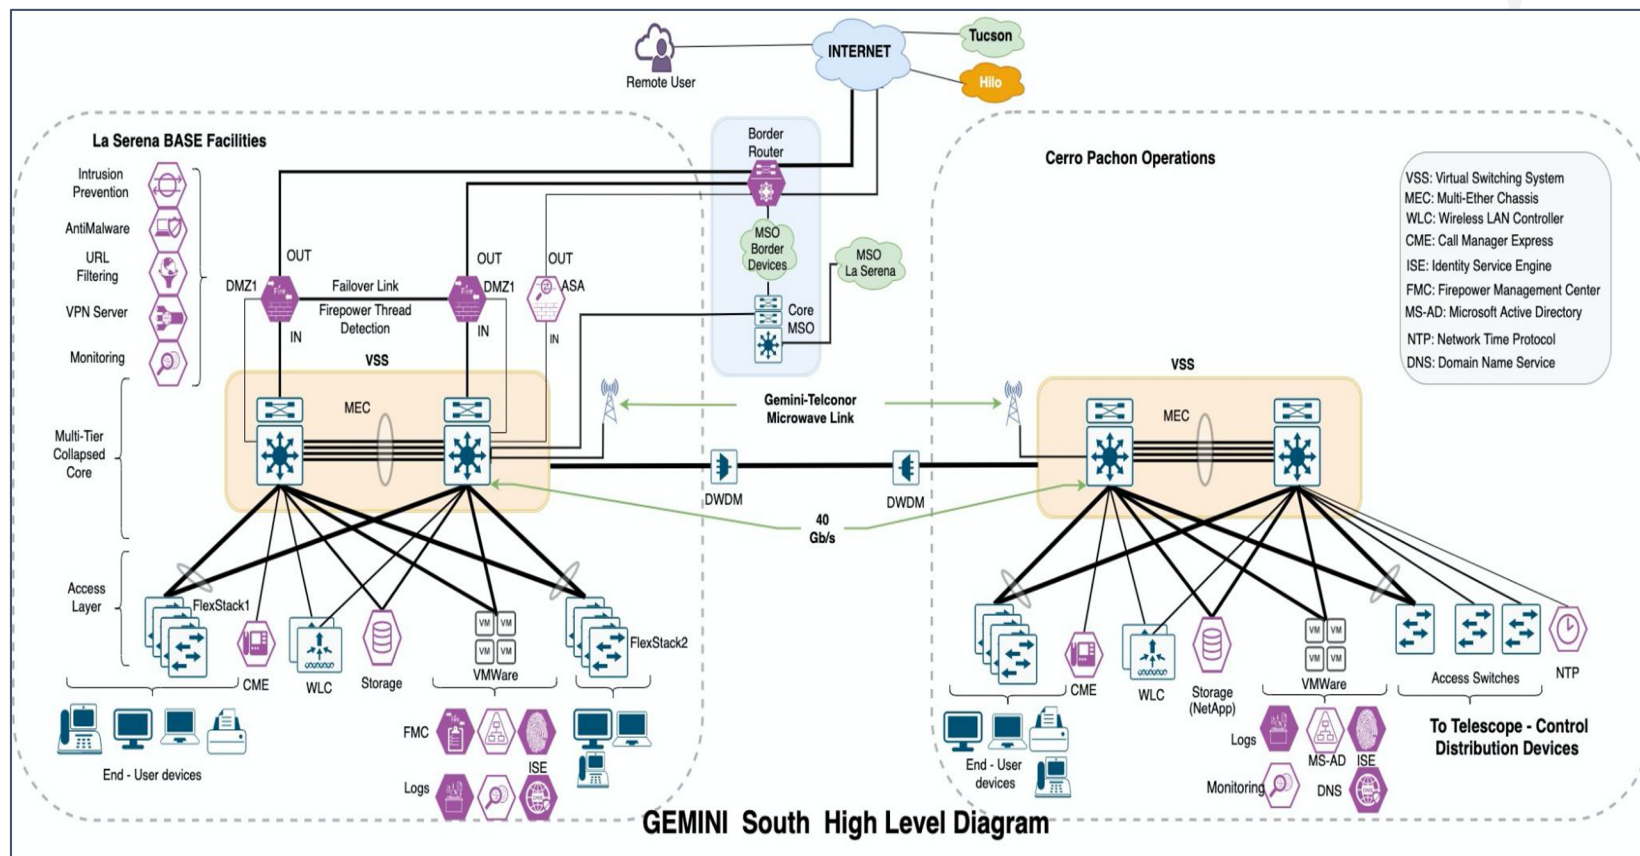 INTERNET
Tucson
Hilo
Remote User
La Serena BASE Facilities
Intrusion
Prevention
AntiMalware
URL
Filtering
VPN Server
Monitoring
Multi-Tier
Collapsed
Core
Access
Layer
Border
Router
MSO
Border
Devices
MSO
La Serena
Core
MSO
OUT
OUT
OUT
DMZ1
Fire
Failover Link
Firepower Thread
Detection
Fire
DMZ1
ASA
IN
IN
IN
VSS
MEC
Gemini-Telconor
Microwave Link
DWDM
DWDM
40
Gb/s
FlexStack1
CME
WLC
Storage
VM
VM
VM
VM
VMWare
FlexStack2
End - User devices
FMC
ISE
Logs
DNS
Cerro Pachon Operations
VSS: Virtual Switching System
MEC: Multi-Ether Chassis
WLC: Wireless LAN Controller
CME: Call Manager Express
ISE: Identity Service Engine
FMC: Firepower Management Center
MS-AD: Microsoft Active Directory
NTP: Network Time Protocol
DNS: Domain Name Service
VSS
MEC
CME
WLC
Storage
(NetApp)
VM
VM
VM
VM
VMWare
Access Switches
NTP
End - User
devices
Logs
MS-AD
ISE
Monitoring
DNS
DNS
To Telescope - Control
Distribution Devices
GEMINI South High Level Diagram